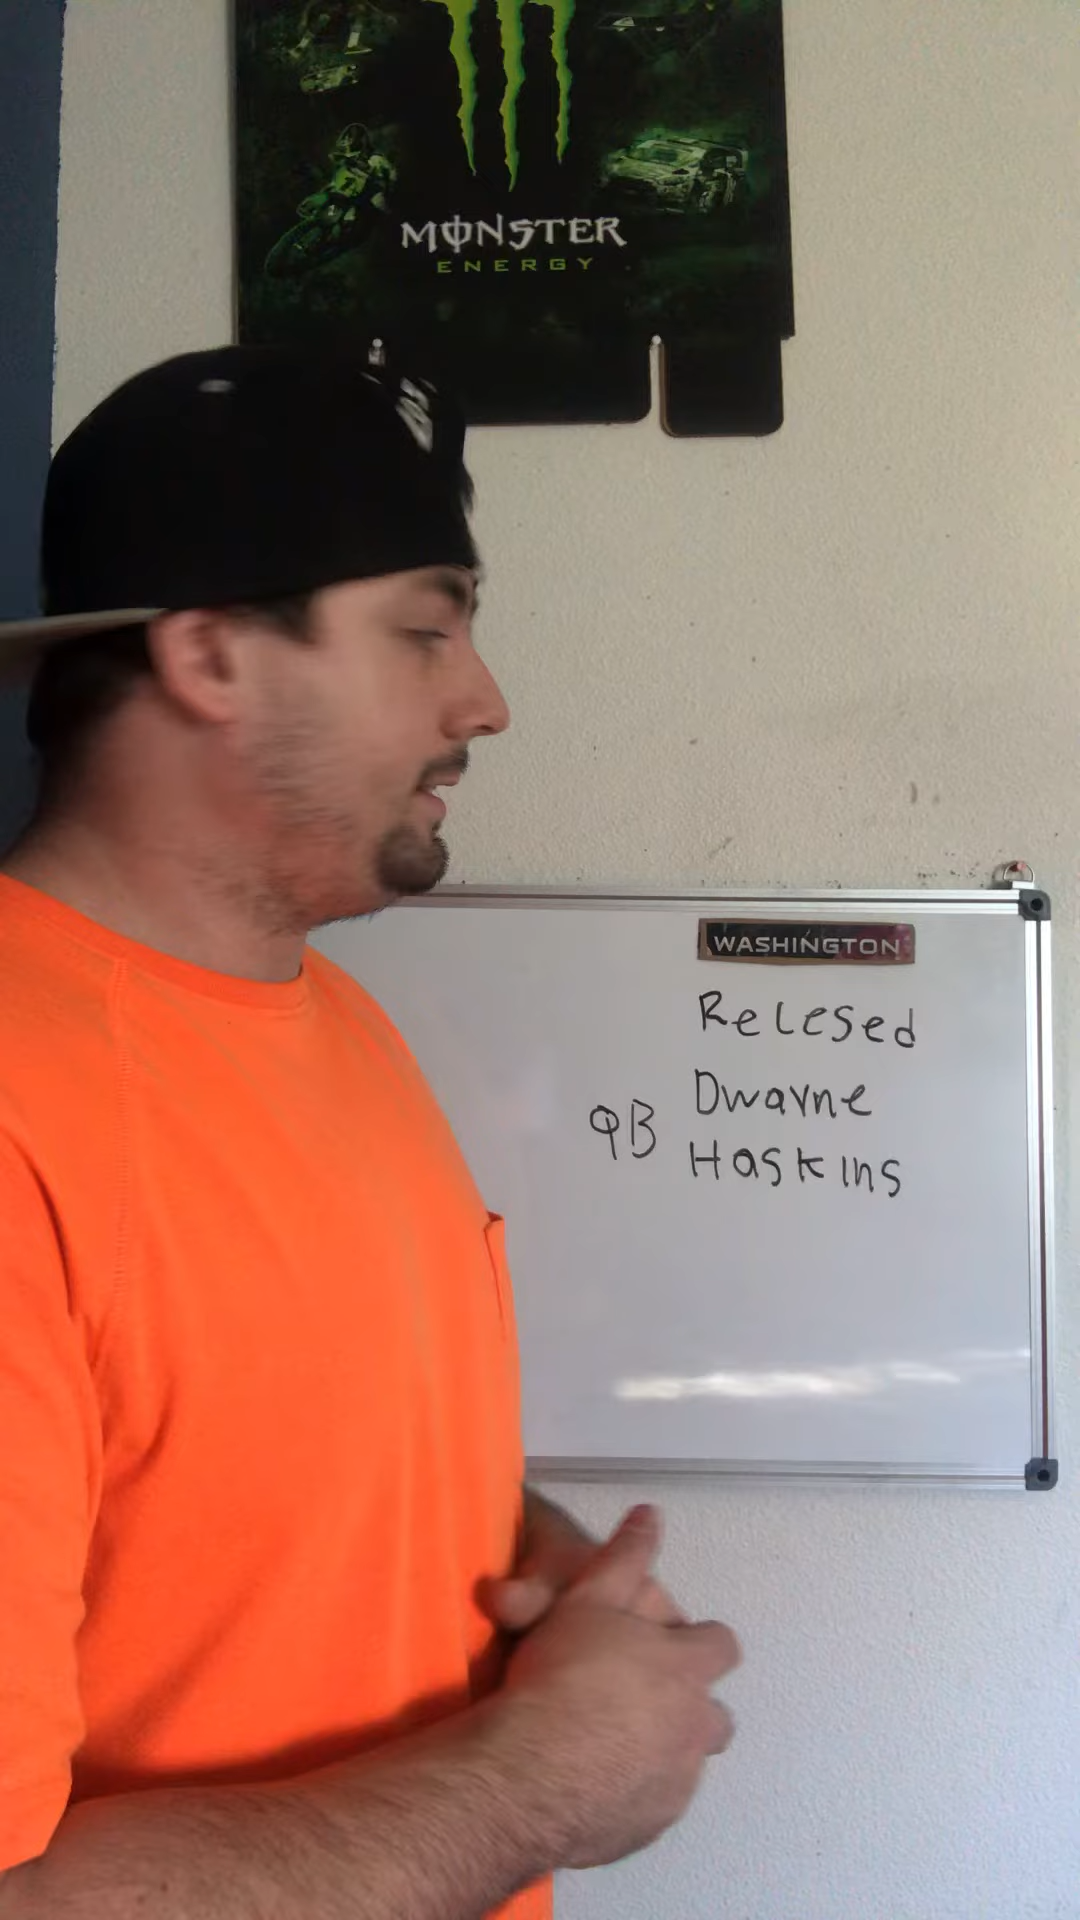 MONSTER
ENERGY
WASHINGTON
Relesed
QB Dwayne
Haskins